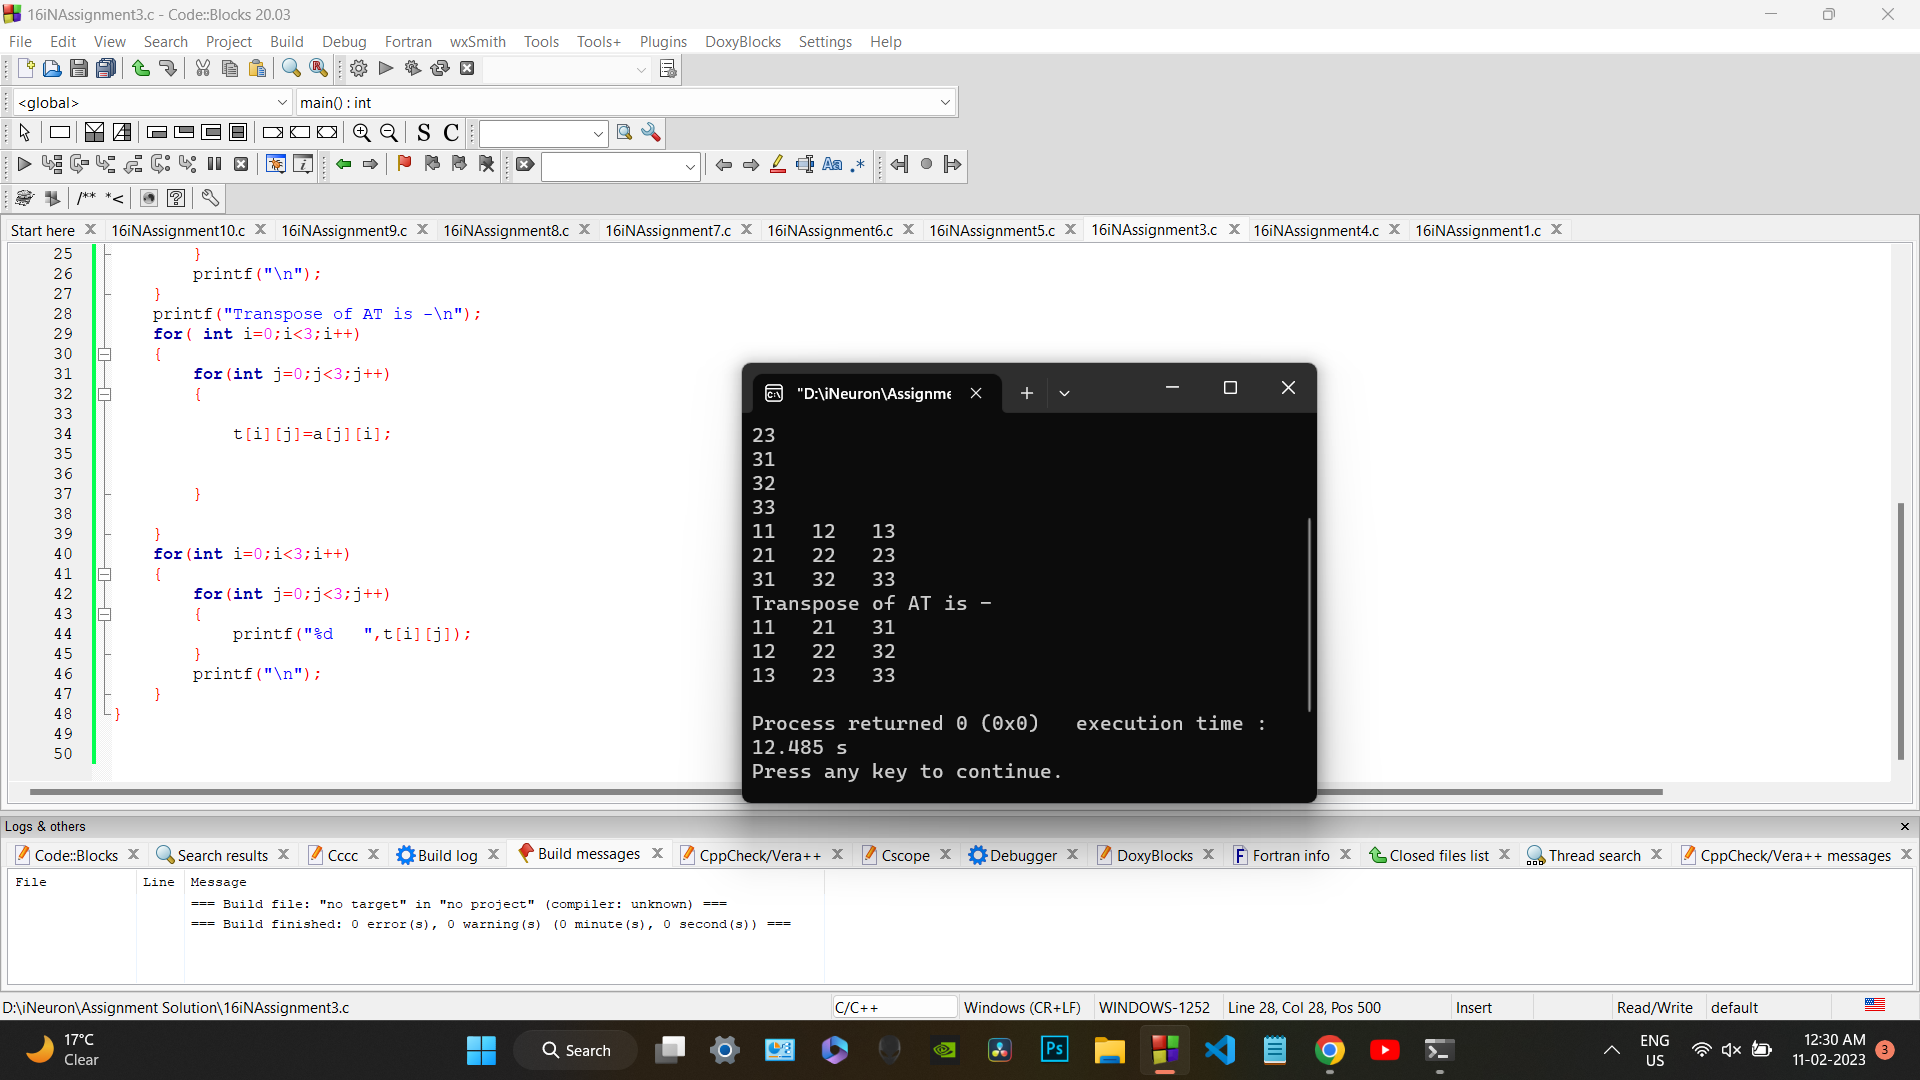 16iNAssignment3.c - Code::Blocks 20.03
File Edit View Search Project Build Debug Fortran wxSmith Tools Tools+ Plugins DoxyBlocks Settings Help
<global> main() : int
S C
Aa .*
/** *<
Start here 16iNAssignment10.c 16iNAssignment9.c 16iNAssignment8.c 16iNAssignment7.c 16iNAssignment6.c 16iNAssignment5.c 16iNAssignment3.c 16iNAssignment4.c 16iNAssignment1.c
25 }
26 printf("\n");
27 }
28 printf("Transpose of AT is -\n");
29 for( int i=0;i<3;i++)
30 {
31 for(int j=0;j<3;j++)
32 {
33
34 t[i][j]=a[j][i];
35
36
37 }
38
39 }
40 for(int i=0;i<3;i++)
41 {
42 for(int j=0;j<3;j++)
43 {
44 printf("%d   ",t[i][j]);
45 }
46 printf("\n");
47 }
48 }
49
50
"D:\iNeuron\Assignme
23
31
32
33
11 12 13
21 22 23
31 32 33
Transpose of AT is -
11 21 31
12 22 32
13 23 33
Process returned 0 (0x0)   execution time :
12.485 s
Press any key to continue.
Logs & others
Code::Blocks Search results Cccc Build log Build messages CppCheck/Vera++ Cscope Debugger DoxyBlocks Fortran info Closed files list Thread search CppCheck/Vera++ messages
File Line Message
=== Build file: "no target" in "no project" (compiler: unknown) ===
=== Build finished: 0 error(s), 0 warning(s) (0 minute(s), 0 second(s)) ===
D:\iNeuron\Assignment Solution\16iNAssignment3.c C/C++ Windows (CR+LF) WINDOWS-1252 Line 28, Col 28, Pos 500 Insert Read/Write default
17°C
Clear
Search
Ps
ENG
US
12:30 AM
11-02-2023
3